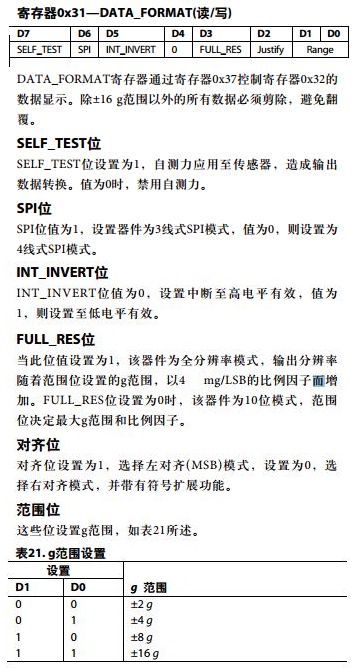 寄存器0x31—DATA_FORMAT(读/写)
D7 D6 D5 D4 D3 D2 D1 D0
SELF_TEST SPI INT_INVERT 0 FULL_RES Justify Range
DATA_FORMAT寄存器通过寄存器0x37控制寄存器0x32的
数据显示。除±16 g范围以外的所有数据必须剪除，避免翻
覆。
SELF_TEST位
SELF_TEST位设置为1，自测力应用至传感器，造成输出
数据转换。值为0时，禁用自测力。
SPI位
SPI位值为1，设置器件为3线式SPI模式，值为0，则设置为
4线式SPI模式。
INT_INVERT位
INT_INVERT位值为0，设置中断至高电平有效，值为
1，则设置至低电平有效。
FULL_RES位
当此位值设置为1，该器件为全分辨率模式，输出分辨率
随着范围位设置的g范围，以4 mg/LSB的比例因子而增
加。FULL_RES位设置为0时，该器件为10位模式，范围
位决定最大g范围和比例因子。
对齐位
对齐位设置为1，选择左对齐(MSB)模式，设置为0，选
择右对齐模式，并带有符号扩展功能。
范围位
这些位设置g范围，如表21所述。
表21. g范围设置
设置
D1 D0 g 范围
0 0 ±2 g
0 1 ±4 g
1 0 ±8 g
1 1 ±16 g